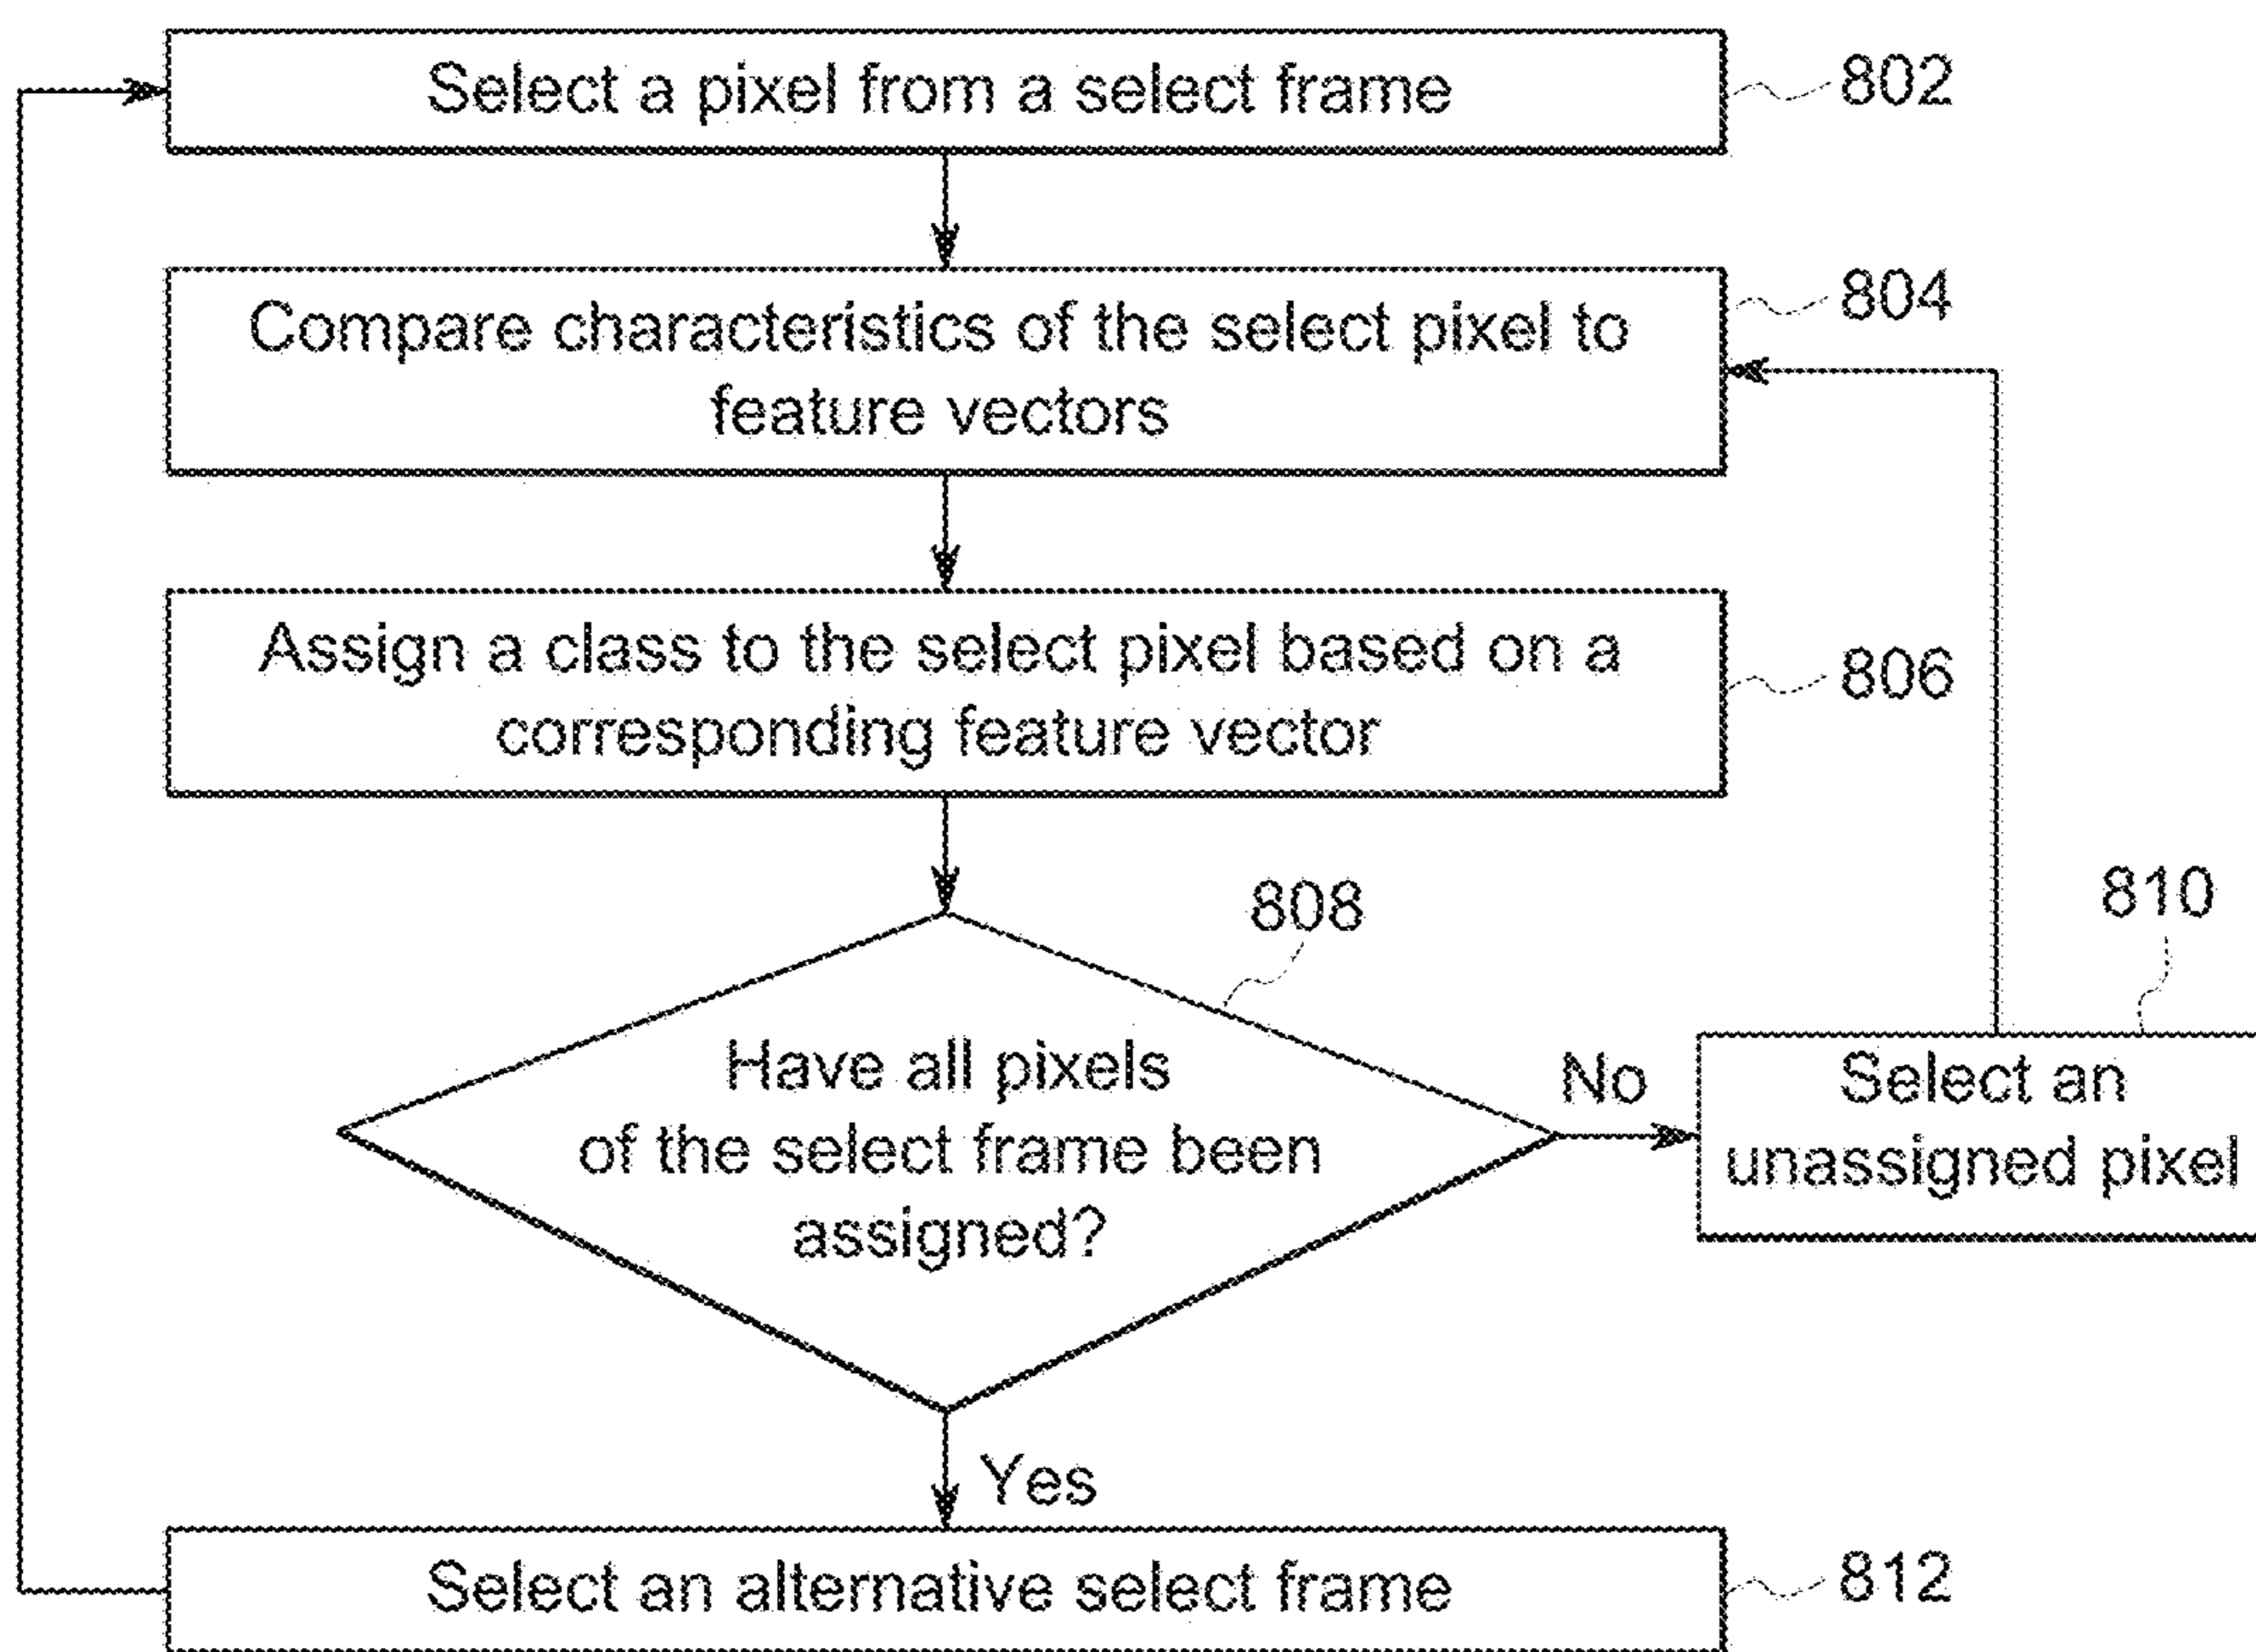 Select a pixel from a select frame
802
Compare characteristics of the select pixel to
feature vectors
804
Assign a class to the select pixel based on a
corresponding feature vector
806
808
Have all pixels
of the select frame been
assigned?
No
810
Select an
unassigned pixel
Yes
Select an alternative select frame
812